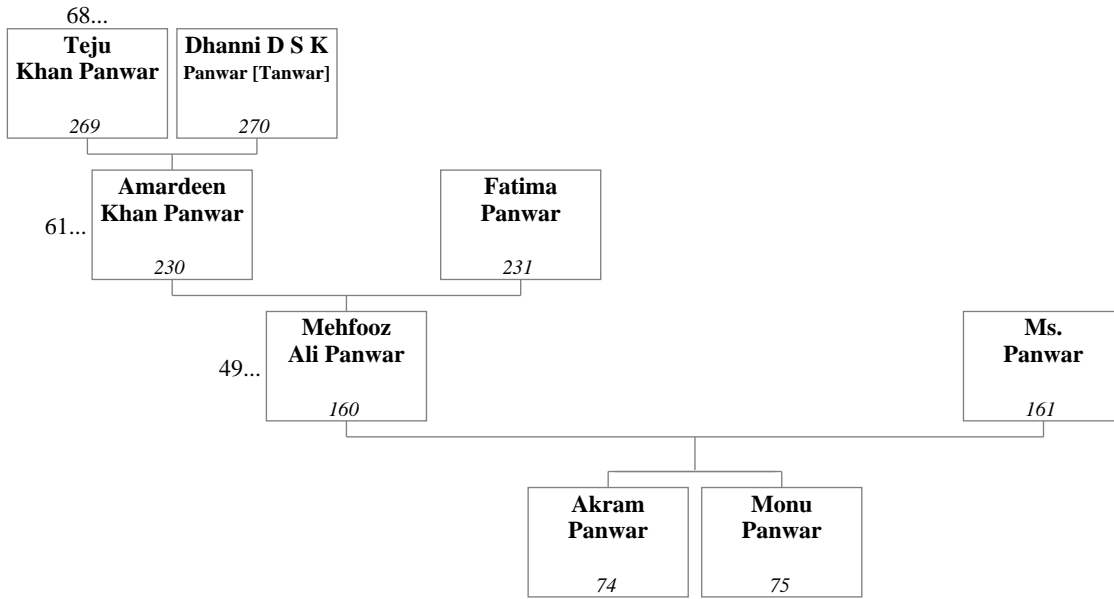 68...
Teju
Khan Panwar
269
Dhanni D S K
Panwar [Tanwar]
270
61...
Amardeen
Khan Panwar
230
Fatima
Panwar
231
49...
Mehfooz
Ali Panwar
160
Ms.
Panwar
161
Akram
Panwar
74
Monu
Panwar
75